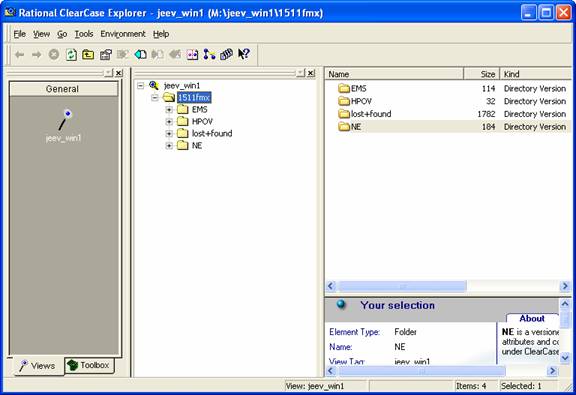 Rational ClearCase Explorer - jeev_win1 (M:\jeev_win1\1511fmx)
File View Go Tools Environment Help
General
jeev_win1
Views Toolbox
jeev_win1
1511fmx
EMS
HPOV
lost+found
NE
Name Size Kind
EMS 114 Directory Version
HPOV 32 Directory Version
lost+found 1782 Directory Version
NE 184 Directory Version
Your selection
About
Element Type: Folder
Name: NE
View Tag: jeev_win1
NE is a versione
attributes and co
under ClearCase
View: jeev_win1 Items: 4 Selected: 1